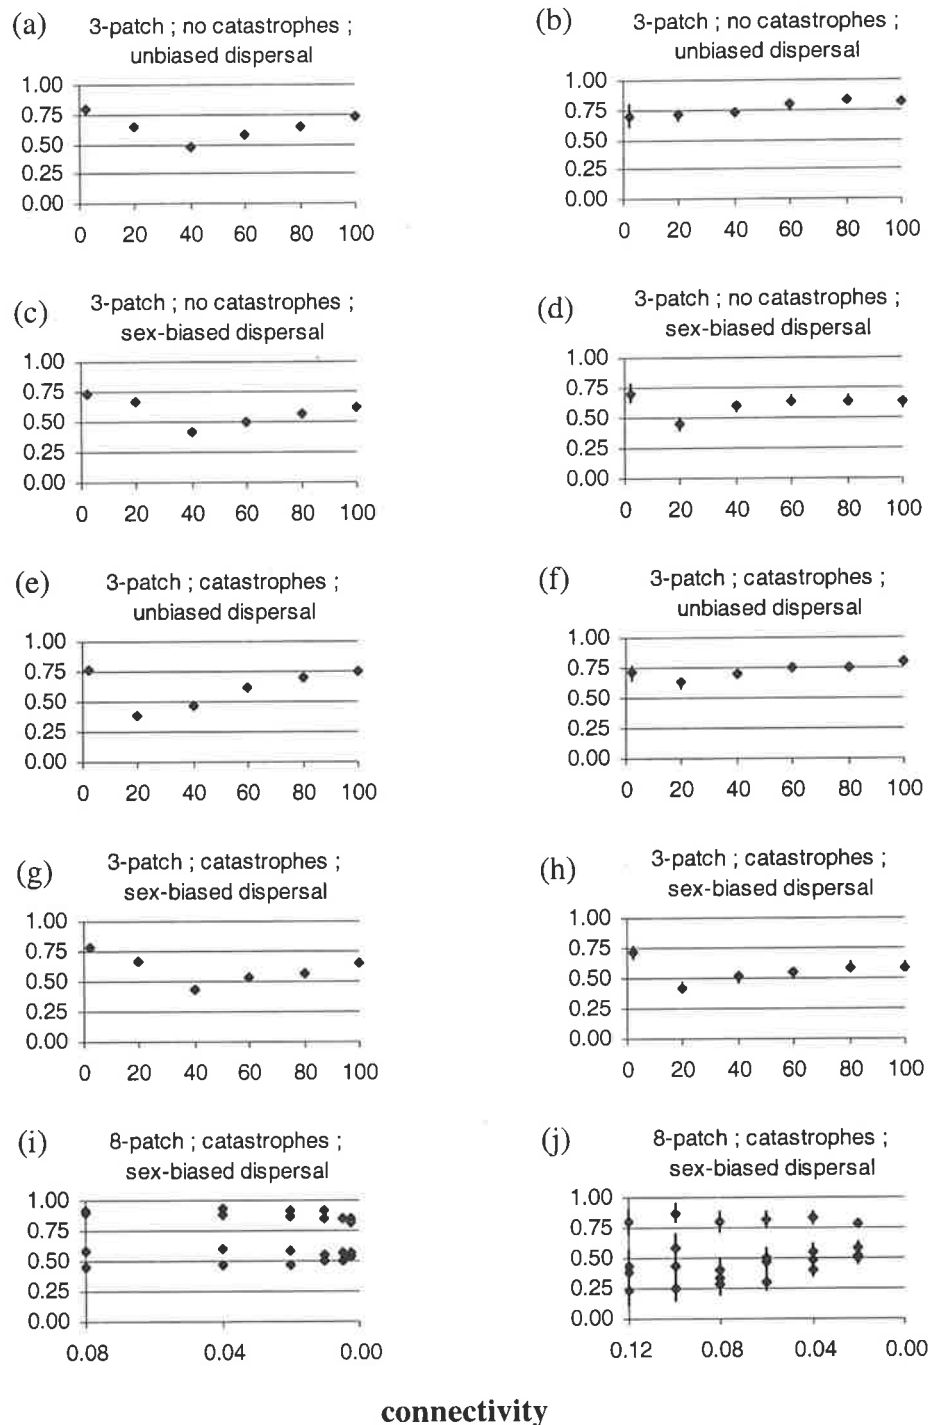 (a)
3-patch ; no catastrophes ;
unbiased dispersal
1.00
0.75
0.50
0.25
0.00
0 20 40 60 80 100
(b)
3-patch ; no catastrophes ;
unbiased dispersal
1.00
0.75
0.50
0.25
0.00
0 20 40 60 80 100
(c)
3-patch ; no catastrophes ;
sex-biased dispersal
1.00
0.75
0.50
0.25
0.00
0 20 40 60 80 100
(d)
3-patch ; no catastrophes ;
sex-biased dispersal
1.00
0.75
0.50
0.25
0.00
0 20 40 60 80 100
(e)
3-patch ; catastrophes ;
unbiased dispersal
1.00
0.75
0.50
0.25
0.00
0 20 40 60 80 100
(f)
3-patch ; catastrophes ;
unbiased dispersal
1.00
0.75
0.50
0.25
0.00
0 20 40 60 80 100
(g)
3-patch ; catastrophes ;
sex-biased dispersal
1.00
0.75
0.50
0.25
0.00
0 20 40 60 80 100
(h)
3-patch ; catastrophes ;
sex-biased dispersal
1.00
0.75
0.50
0.25
0.00
0 20 40 60 80 100
(i)
8-patch ; catastrophes ;
sex-biased dispersal
1.00
0.75
0.50
0.25
0.00
0.08 0.04 0.00
(j)
8-patch ; catastrophes ;
sex-biased dispersal
1.00
0.75
0.50
0.25
0.00
0.12 0.08 0.04 0.00
connectivity